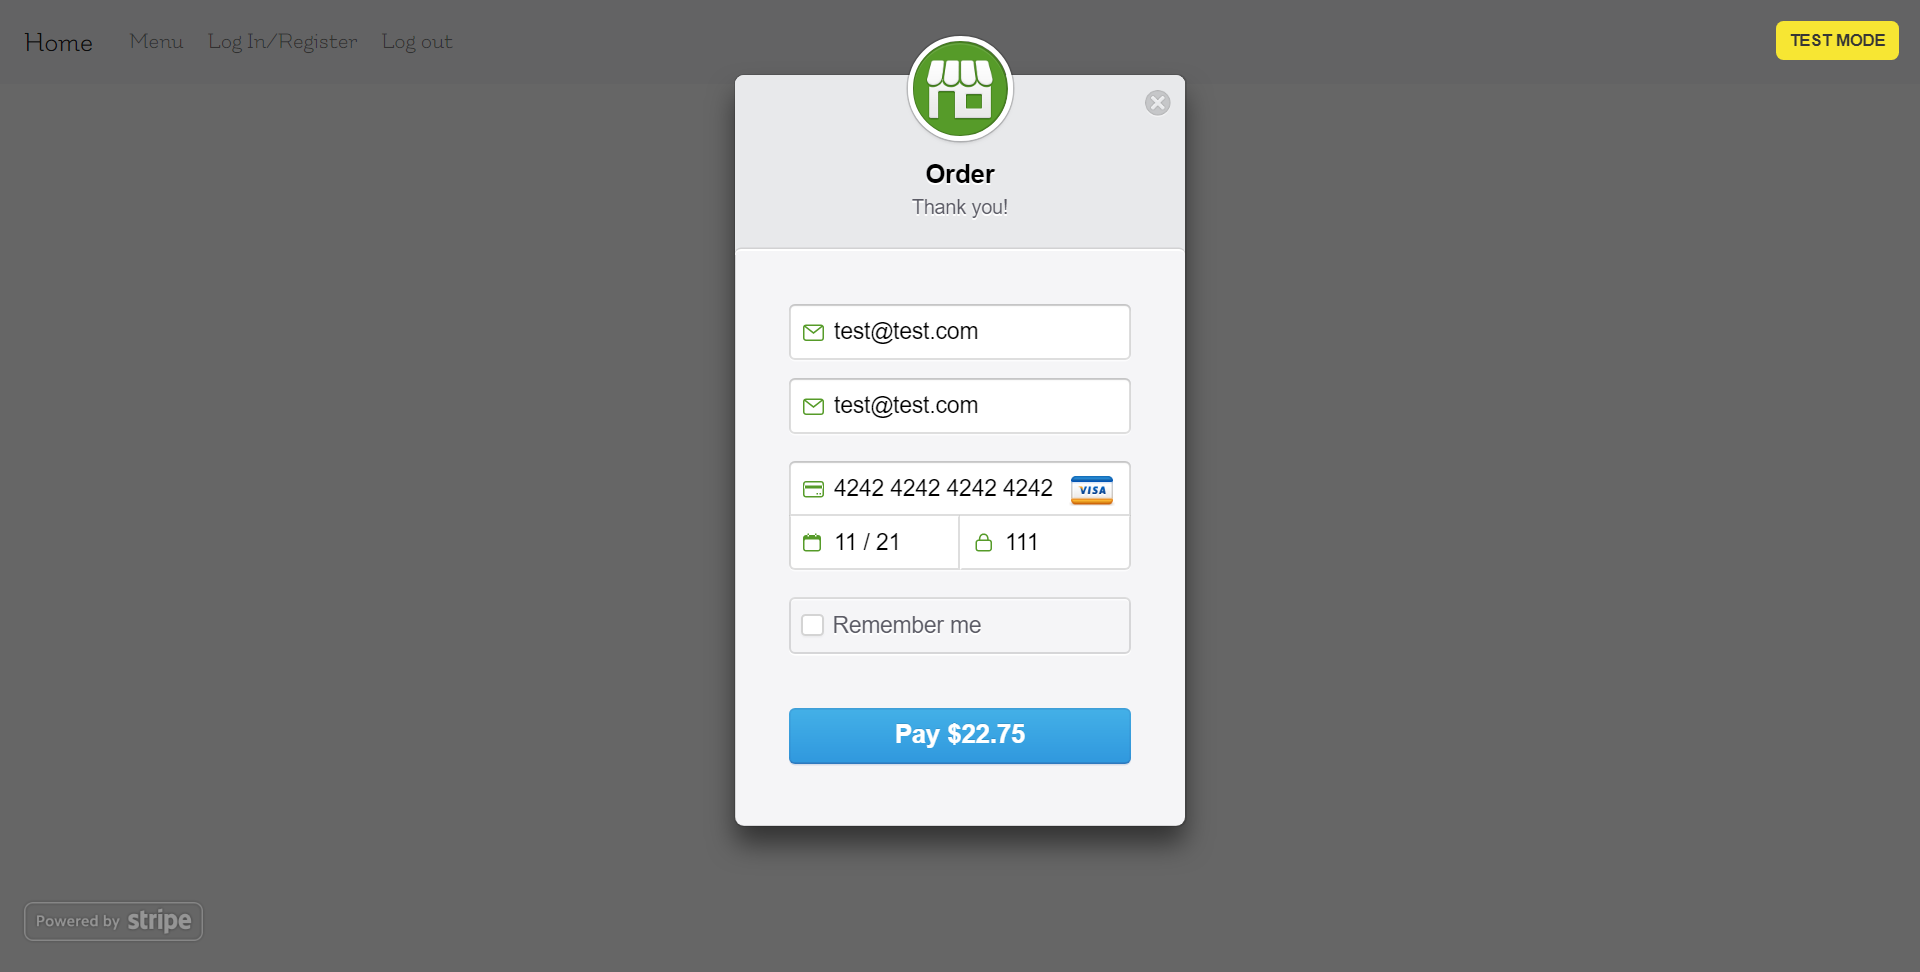 Home Menu Log In/Register Log out
TEST MODE
Order
Thank you!
test@test.com
test@test.com
4242 4242 4242 4242 VISA
11 / 21 111
Remember me
Pay $22.75
Powered by stripe